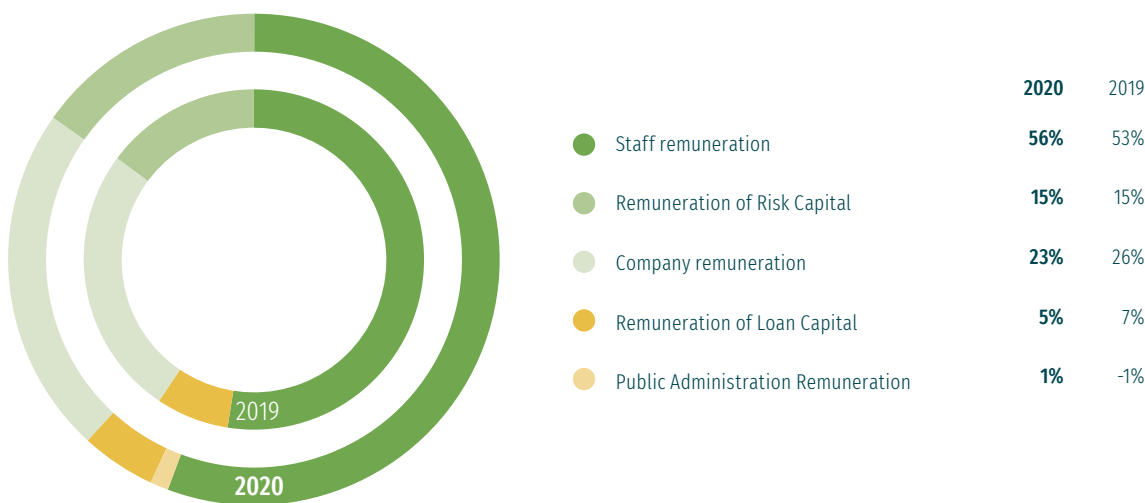 2020 2019
Staff remuneration 56% 53%
Remuneration of Risk Capital 15% 15%
Company remuneration 23% 26%
Remuneration of Loan Capital 5% 7%
Public Administration Remuneration 1% -1%
2019
2020